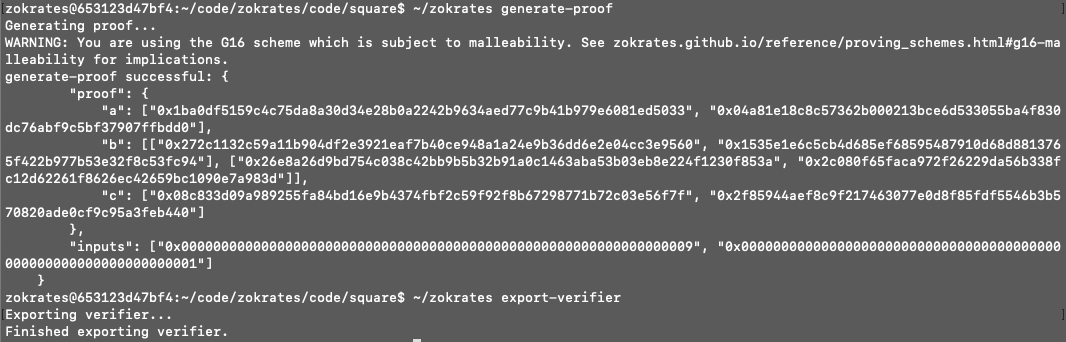 [zokrates@653123d47bf4:~/code/zokrates/code/square$ ~/zokrates generate-proof ]
Generating proof...
WARNING: You are using the G16 scheme which is subject to malleability. See zokrates.github.io/reference/proving_schemes.html#g16-ma
lleability for implications.
generate-proof successful: {
        "proof": {
            "a": ["0x1ba0df5159c4c75da8a30d34e28b0a2242b9634aed77c9b41b979e6081ed5033", "0x04a81e18c8c57362b000213bce6d533055ba4f830
dc76abf9c5bf37907ffbdd0"],
            "b": [["0x272c1132c59a11b904df2e3921eaf7b40ce948a1a24e9b36dd6e2e04cc3e9560", "0x1535e1e6c5cb4d685ef68595487910d68d881376
5f422b977b53e32f8c53fc94"], ["0x26e8a26d9bd754c038c42bb9b5b32b91a0c1463aba53b03eb8e224f1230f853a", "0x2c080f65faca972f26229da56b338f
c12d62261f8626ec42659bc1090e7a983d"]],
            "c": ["0x08c833d09a989255fa84bd16e9b4374fbf2c59f92f8b67298771b72c03e56f7f", "0x2f85944aef8c9f217463077e0d8f85fdf5546b3b5
70820ade0cf9c95a3feb440"]
        },
        "inputs": ["0x0000000000000000000000000000000000000000000000000000000000000009", "0x000000000000000000000000000000000000000
0000000000000000000000001"]
    }
[zokrates@653123d47bf4:~/code/zokrates/code/square$ ~/zokrates export-verifier ]
Exporting verifier...
Finished exporting verifier.